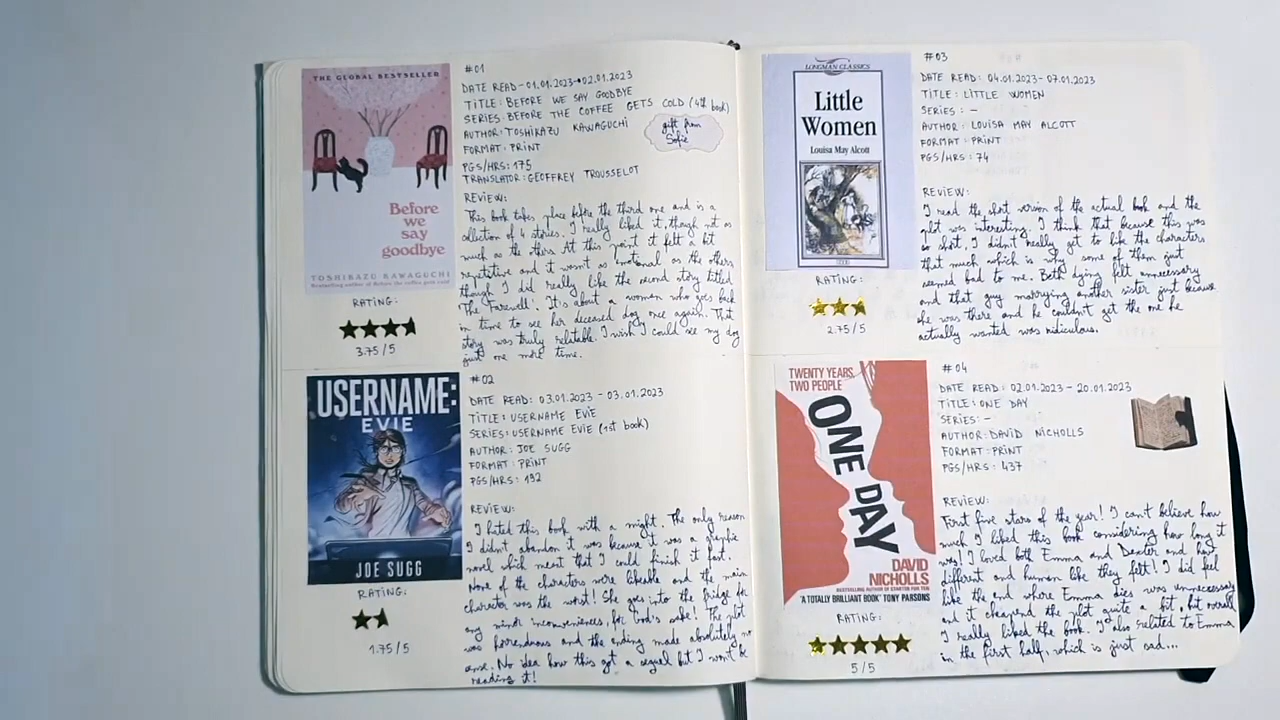 THE GLOBAL BESTSELLER
Before
we
say
goodbye
TOSHIKAZU KAWAGUCHI
Bestselling author of Before the coffee gets cold
RATING:
3.75/5
#01
DATE READ-01.01.2023→02.01.2023
TITLE: BEFORE WE SAY GOODBYE
SERIES: BEFORE THE COFFEE GETS COLD (4th book)
AUTHOR: TOSHIKAZU KAWAGUCHI
FORMAT: PRINT
PGS/HRS: 175
TRANSLATOR: GEOFFREY TROUSSELOT
gift from
Sofie
REVIEW:
This book takes place before the third one and is a
collection of 4 stories. I really liked it, though not as
much as the others. At this point it felt a bit
repetative and it wasn't as emotional as the others
though I did really like the second story titled
"The Farewell". It's about a women who goes back
in time to see her deceased dog once again. That
story was truly relatable. I wish I could see my dog
just one more time.
USERNAME:
EVIE
JOE SUGG
RATING:
1.75/5
#02
DATE READ: 03.01.2023 - 03.01.2023
TITLE: USERNAME EVIE
SERIES: USERNAME EVIE (1st book)
AUTHOR: JOE SUGG
FORMAT: PRINT
PGS/HRS: 192
REVIEW:
I hated this book with a might. The only reason
I didn't abandon it was because it was a graphic
novel which meant that I could finish it fast.
None of the characters were likeable and the main
character was the worst! She goes into the fridge for
any minor inconveniences, for God's sake! The plot
was horrendous and the ending made absolutely no
sense. No idea how this got a sequal but I won't be
reading it!
LONGMAN CLASSICS
Little
Women
Louisa May Alcott
RATING:
2.75/5
#03
DATE READ: 04.01.2023-07.01.2023
TITLE: LITTLE WOMEN
SERIES: -
AUTHOR: LOUISA MAY ALCOTT
FORMAT: PRINT
PGS/HRS: 74
REVIEW:
I read the short version of the actual book and the
plot was interesting. I think that because this was
so short, I didn't really get to like the characters
that much which is why some of them just
seemed bad to me. Beth dying felt unnecessary
and that guy marrying another sister just because
she was there and he couldn't get the one he
actually wanted was ridiculous.
TWENTY YEARS,
TWO PEOPLE
ONE DAY
DAVID
NICHOLLS
BESTSELLING AUTHOR OF STARTER FOR TEN
'A TOTALLY BRILLIANT BOOK' TONY PARSONS
RATING:
5/5
#04
DATE READ: 02.01.2023 - 20.01.2023
TITLE: ONE DAY
SERIES: -
AUTHOR: DAVID NICHOLLS
FORMAT: PRINT
PGS/HRS: 437
REVIEW:
First five stars of the year! I can't believe how
much I liked this book considering how long it
was! I loved both Emma and Dexter and how
different and human like they felt! I did feel
like the end where Emma dies was unnecessary
and it cheapend the plot quite a bit, but overall
I really liked the book. I also related to Emma
in the first half, which is just sad...